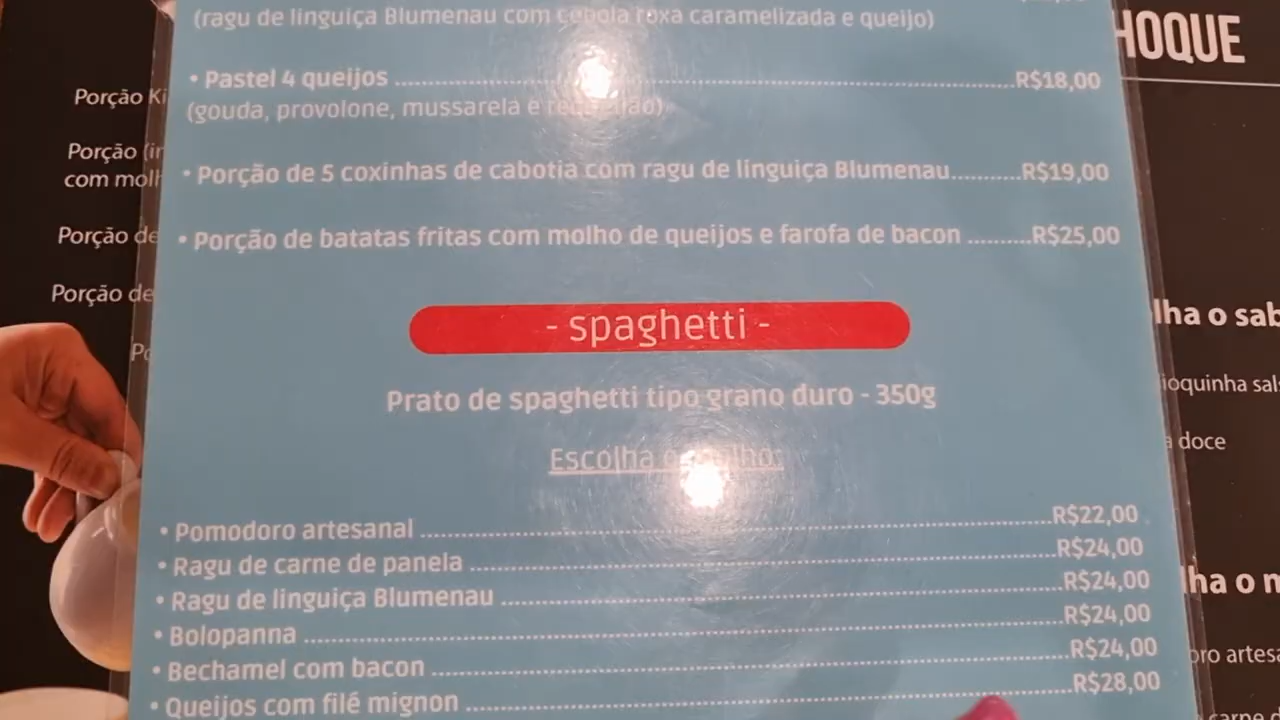 (ragu de linguiça Blumenau com cebola roxa caramelizada e queijo)
• Pastel 4 queijos ........ R$18,00
(gouda, provolone, mussarela e
• Porção de 5 coxinhas de cabotia com ragu de linguiça Blumenau..........R$19,00
• Porção de batatas fritas com molho de queijos e farofa de bacon .........R$25,00
- spaghetti -
Prato de spaghetti tipo grano duro - 350g
Escolha o molho:
• Pomodoro artesanal ........ R$22,00
• Ragu de carne de panela ........ R$24,00
• Ragu de linguiça Blumenau ........ R$24,00
• Bolopanna ........ R$24,00
• Bechamel com bacon ........ R$24,00
• Queijos com filé mignon ........ R$28,00
Porção Ki
Porção (in
com molh
Porção de
Porção de
Po
HOQUE
lha o sab
ioquinha sal
a doce
lha o m
oro artesa
carne d